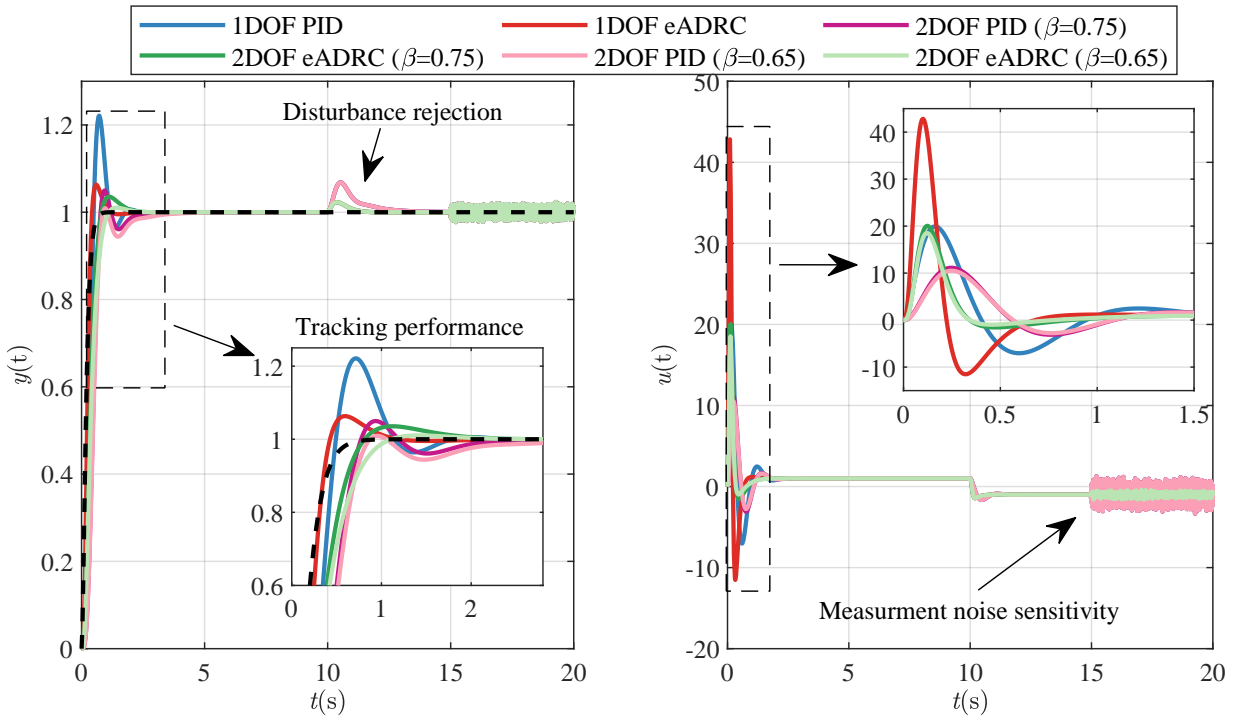 1DOF PID 1DOF eADRC 2DOF PID (β=0.75)
2DOF eADRC (β=0.75) 2DOF PID (β=0.65) 2DOF eADRC (β=0.65)
1.2
1
0.8
0.6
0.4
0.2
0
0 5 10 15 20
t(s)
y(t)
Disturbance rejection
Tracking performance
1.2
1
0.8
0.6
0 1 2
50
40
30
20
10
0
-10
-20
0 5 10 15 20
t(s)
u(t)
40
30
20
10
0
-10
0 0.5 1 1.5
Measurment noise sensitivity